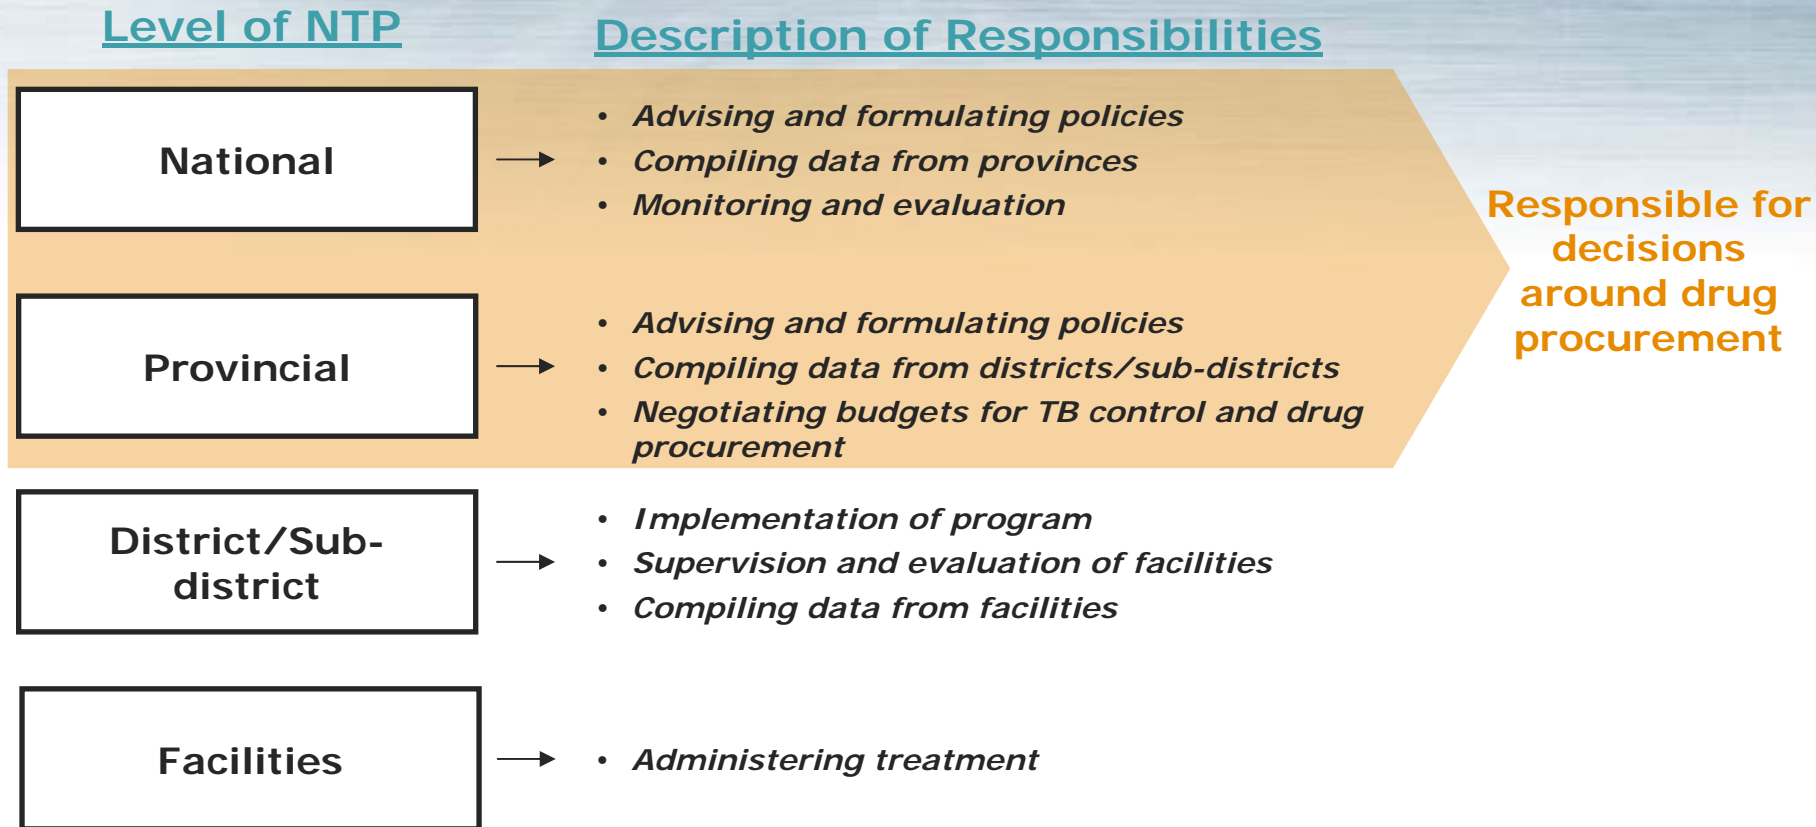 Level of NTP
Description of Responsibilities
National
• Advising and formulating policies
• Compiling data from provinces
• Monitoring and evaluation
Provincial
• Advising and formulating policies
• Compiling data from districts/sub-districts
• Negotiating budgets for TB control and drug
procurement
Responsible for
decisions
around drug
procurement
District/Sub-
district
• Implementation of program
• Supervision and evaluation of facilities
• Compiling data from facilities
Facilities
• Administering treatment